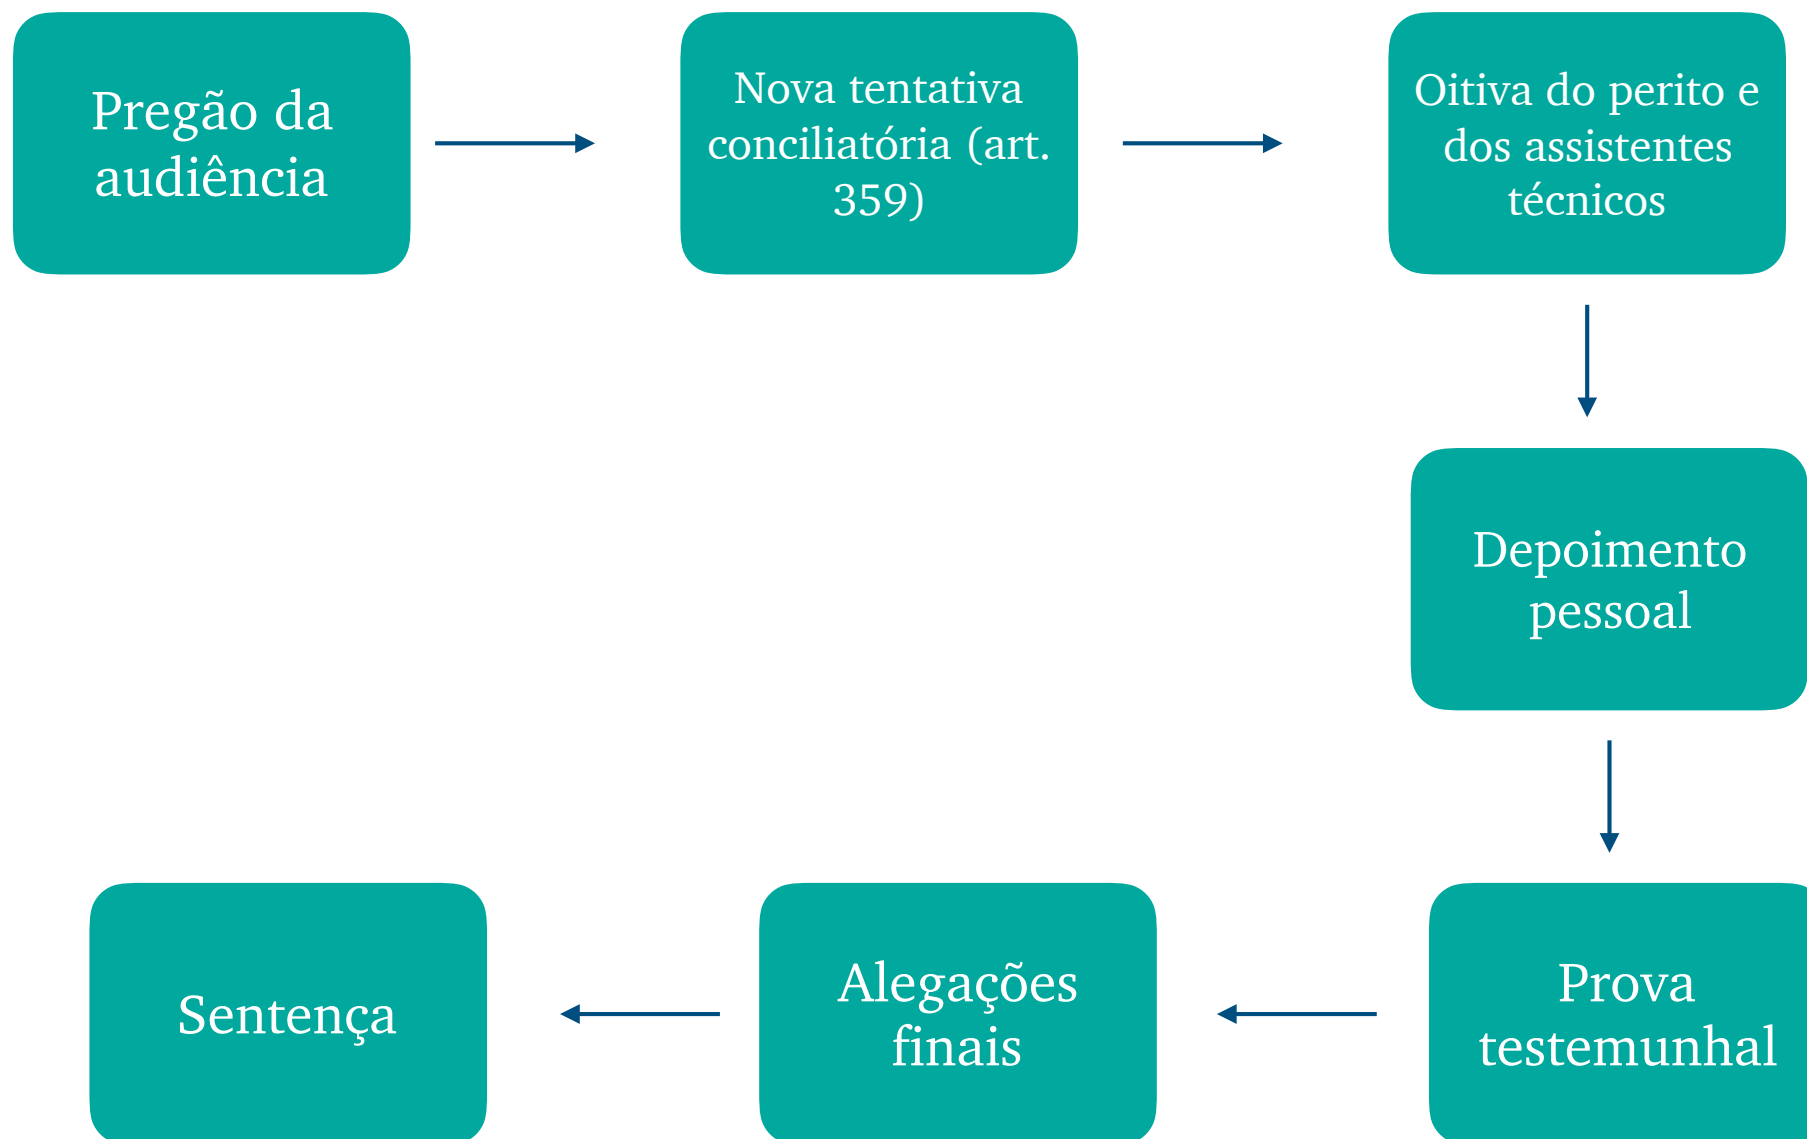 Pregão da
audiência
Nova tentativa
conciliatória (art.
359)
Oitiva do perito e
dos assistentes
técnicos
Depoimento
pessoal
Prova
testemunhal
Alegações
finais
Sentença